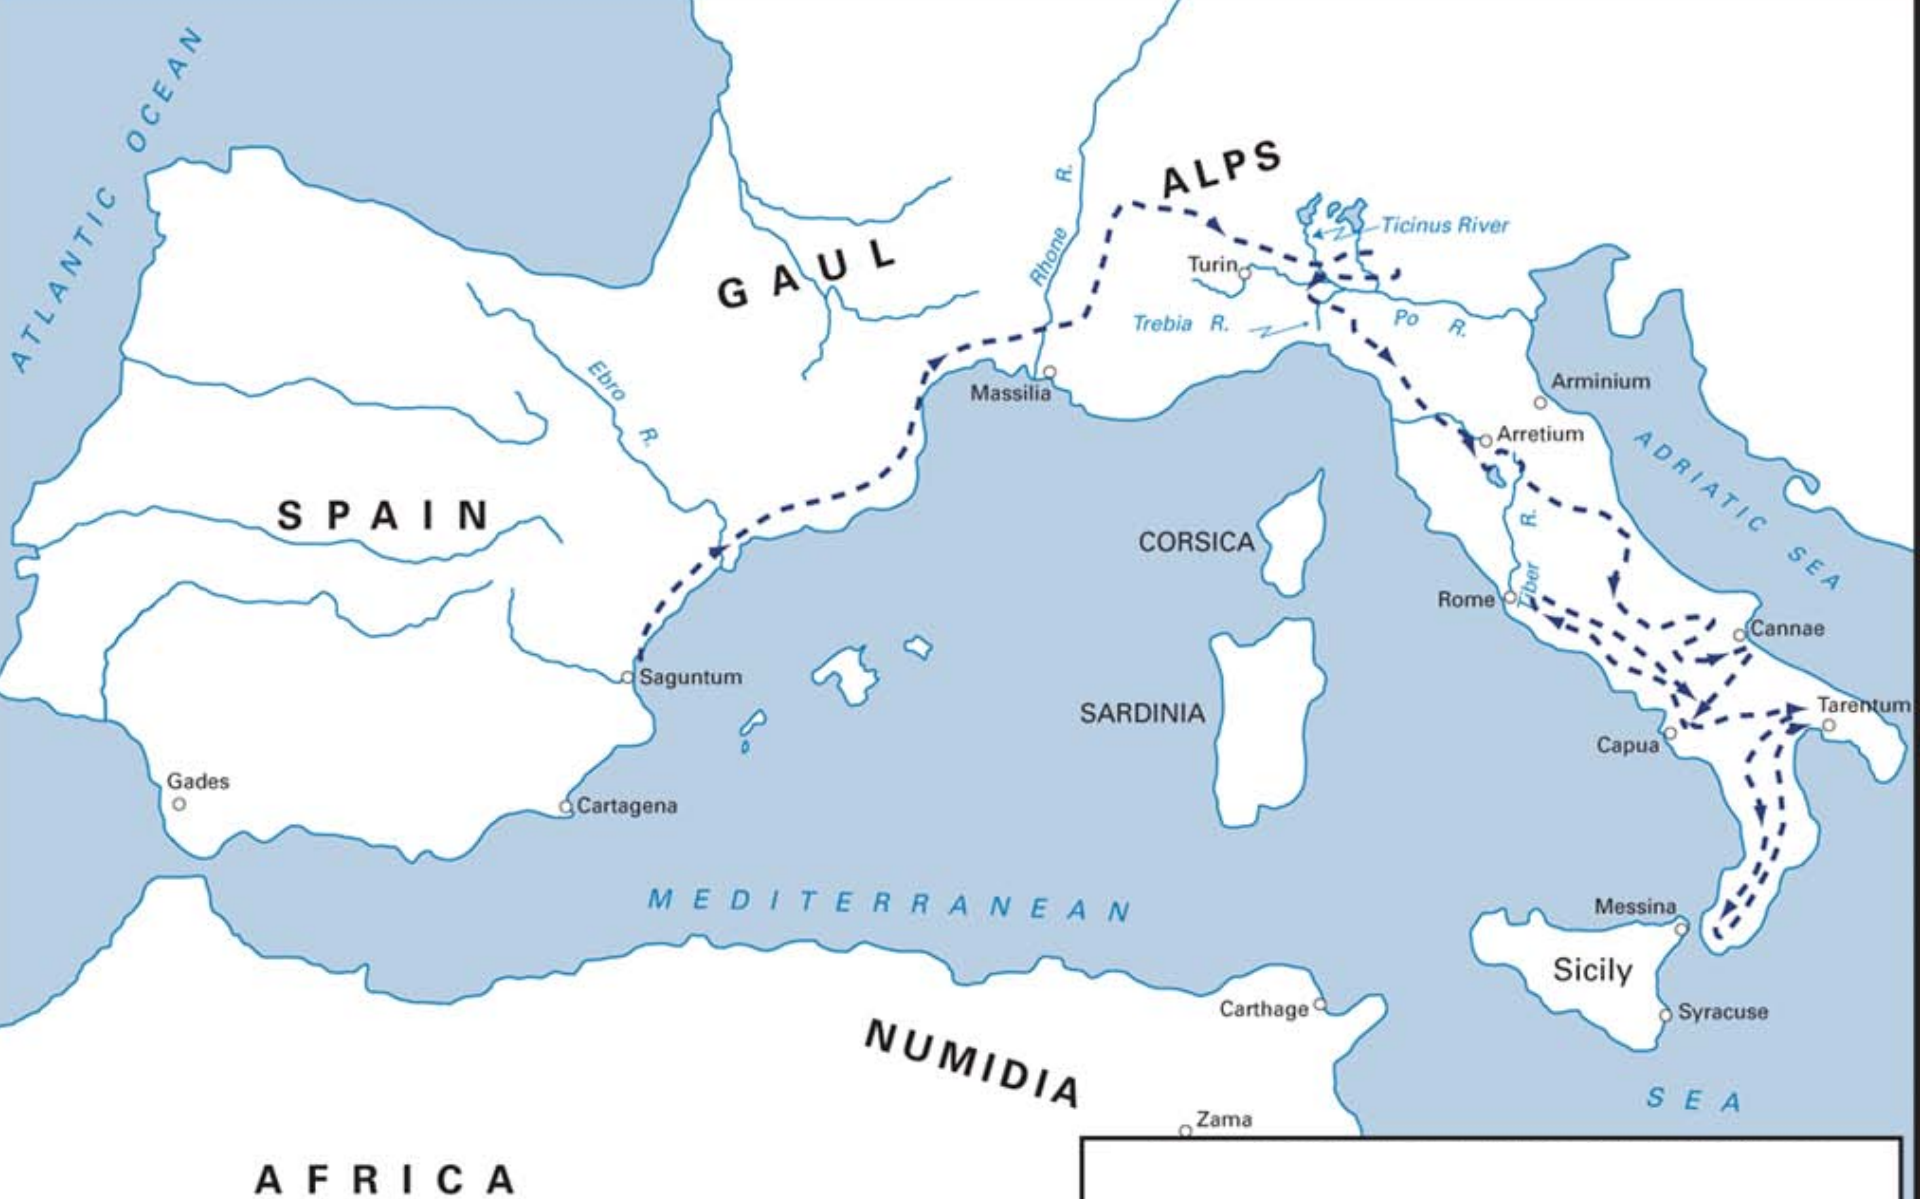 ATLANTIC OCEAN
ALPS
Rhone R.
Ticinus River
GAUL
Turin
Trebia R.
Po R.
Ebro R.
Massilia
Arminium
Arretium
ADRIATIC SEA
SPAIN
CORSICA
Tiber R.
Rome
Cannae
Saguntum
SARDINIA
Tarentum
Capua
Gades
Cartagena
MEDITERRANEAN
Messina
Sicily
Carthage
Syracuse
NUMIDIA
SEA
Zama
AFRICA